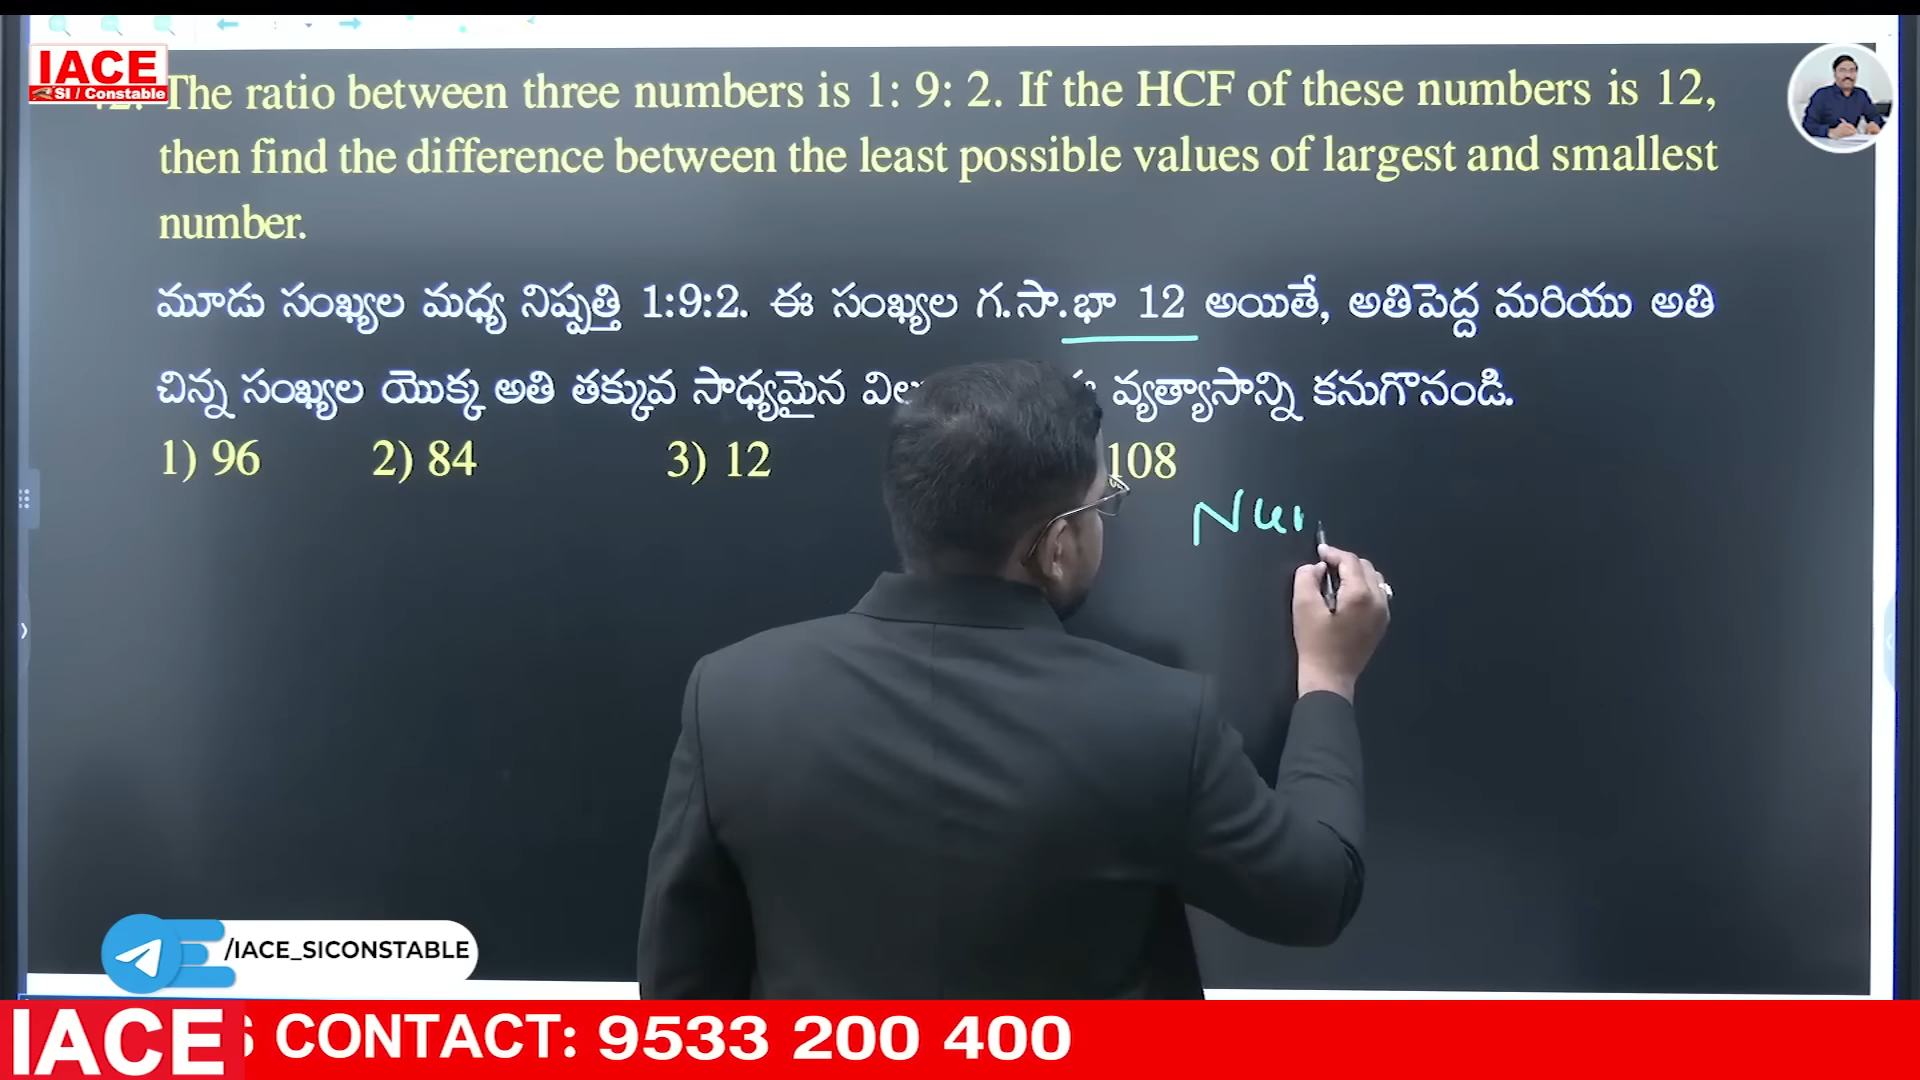 IACE
SI / Constable
The ratio between three numbers is 1: 9: 2. If the HCF of these numbers is 12,
then find the difference between the least possible values of largest and smallest
number.
మూడు సంఖ్యల మధ్య నిష్పత్తి 1:9:2. ఈ సంఖ్యల గ.సా.భా 12 అయితే, అతిపెద్ద మరియు అతి
చిన్న సంఖ్యల యొక్క అతి తక్కువ సాధ్యమైన వ్యత్యాసాన్ని కనుగొనండి.
1) 96 2) 84 3) 12 108
Num
/IACE_SICONSTABLE
IACE CONTACT: 9533 200 400